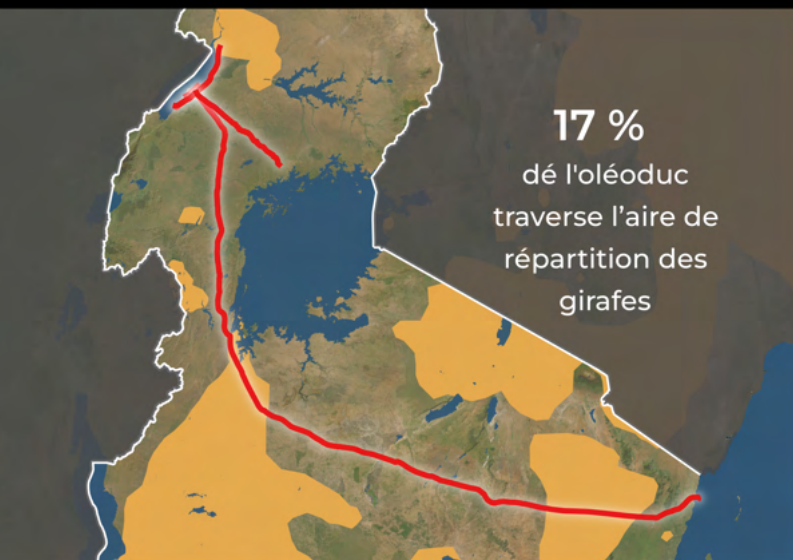 17 %
dé l'oléoduc
traverse l’aire de
répartition des
girafes